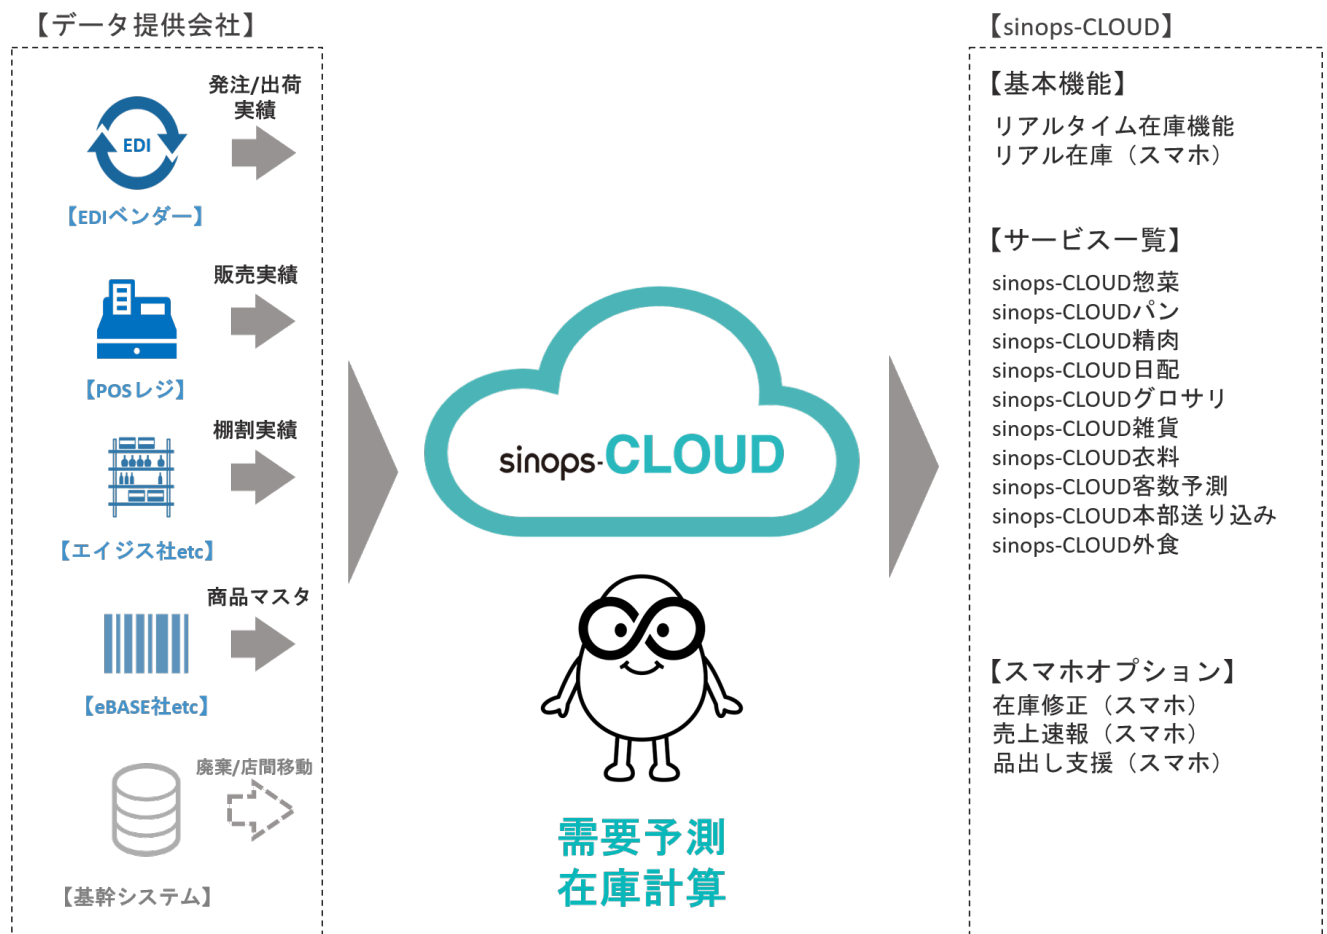 【データ提供会社】
発注/出荷
実績
EDI
【EDIベンダー】
販売実績
【POSレジ】
棚割実績
【エイジス社etc】
商品マスタ
【eBASE社etc】
廃棄/店間移動
【基幹システム】
sinops-CLOUD
需要予測
在庫計算
【sinops-CLOUD】
【基本機能】
リアルタイム在庫機能
リアル在庫（スマホ）
【サービス一覧】
sinops-CLOUD惣菜
sinops-CLOUDパン
sinops-CLOUD精肉
sinops-CLOUD日配
sinops-CLOUDグロサリ
sinops-CLOUD雑貨
sinops-CLOUD衣料
sinops-CLOUD客数予測
sinops-CLOUD本部送り込み
sinops-CLOUD外食
【スマホオプション】
在庫修正（スマホ）
売上速報（スマホ）
品出し支援（スマホ）